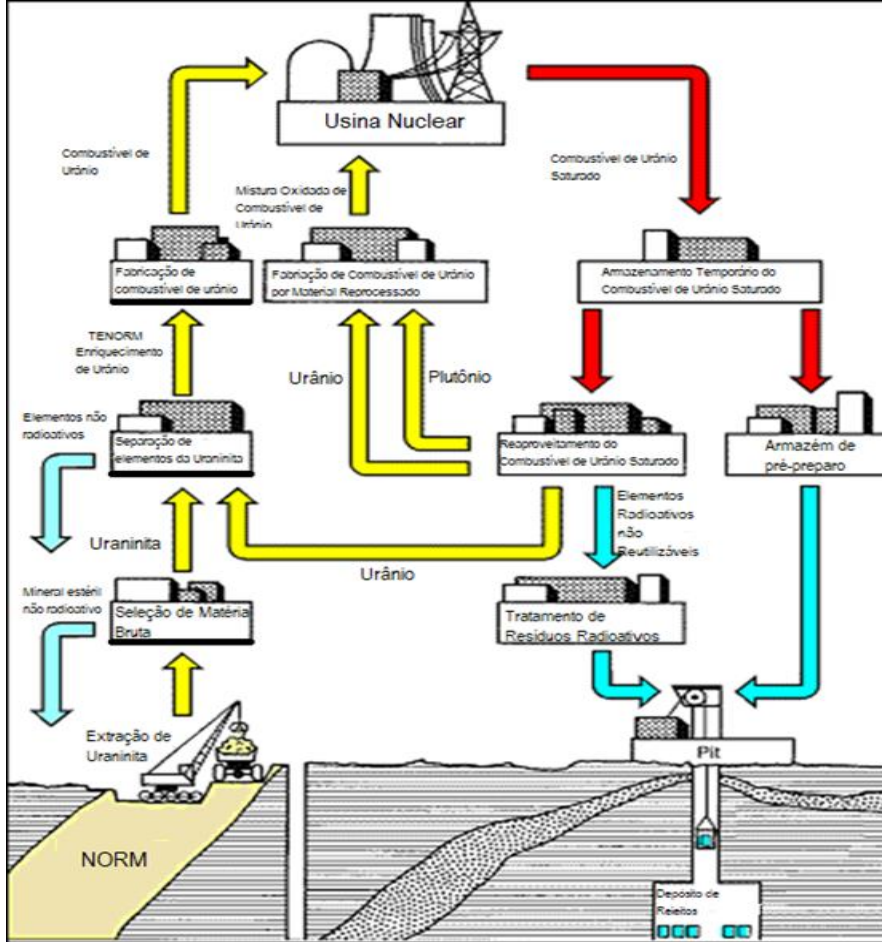 Usina Nuclear
Combustível de
Urânio
Mistura Oxidada de
Combustível de
Urânio
Combustível de Urânio
Saturado
Fabricação de
combustível de urânio
Fabriação de Combustível de Urânio
por Material Reprocessado
Armazenamento Temporário do
Combustível de Urânio Saturado
TENORM
Enriquecimento
de Urânio
Urânio
Plutônio
Elementos não
radioativos
Separação de
elementos da Uraninita
Reaproveitamento do
Combustível de Urânio Saturado
Armazém de
pré-preparo
Elementos
Radioativos
não
Reutilizáveis
Uraninita
Urânio
Mineral estéril
não radioativo
Seleção de Matéria
Bruta
Tratamento de
Resíduos Radioativos
Extração de
Uraninita
Pit
NORM
Depósito de
Rejeitos